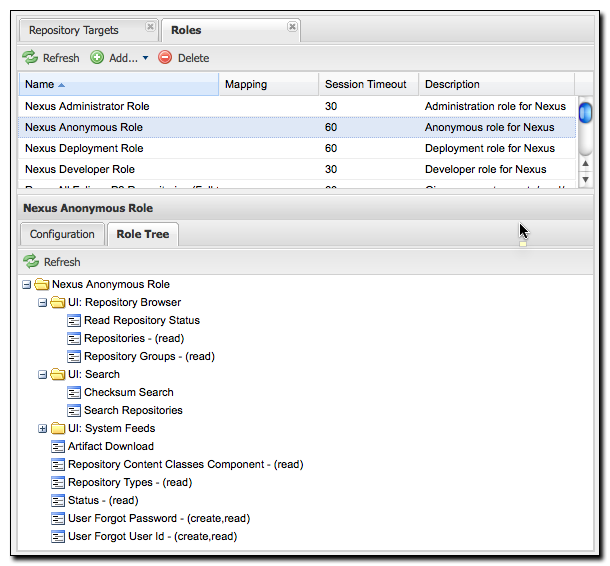 Repository Targets Roles
Refresh Add... Delete
Name Mapping Session Timeout Description
Nexus Administrator Role 30 Administration role for Nexus
Nexus Anonymous Role 60 Anonymous role for Nexus
Nexus Deployment Role 60 Deployment role for Nexus
Nexus Developer Role 30 Developer role for Nexus
Nexus Anonymous Role
Configuration Role Tree
Refresh
Nexus Anonymous Role
UI: Repository Browser
Read Repository Status
Repositories - (read)
Repository Groups - (read)
UI: Search
Checksum Search
Search Repositories
UI: System Feeds
Artifact Download
Repository Content Classes Component - (read)
Repository Types - (read)
Status - (read)
User Forgot Password - (create,read)
User Forgot User Id - (create,read)